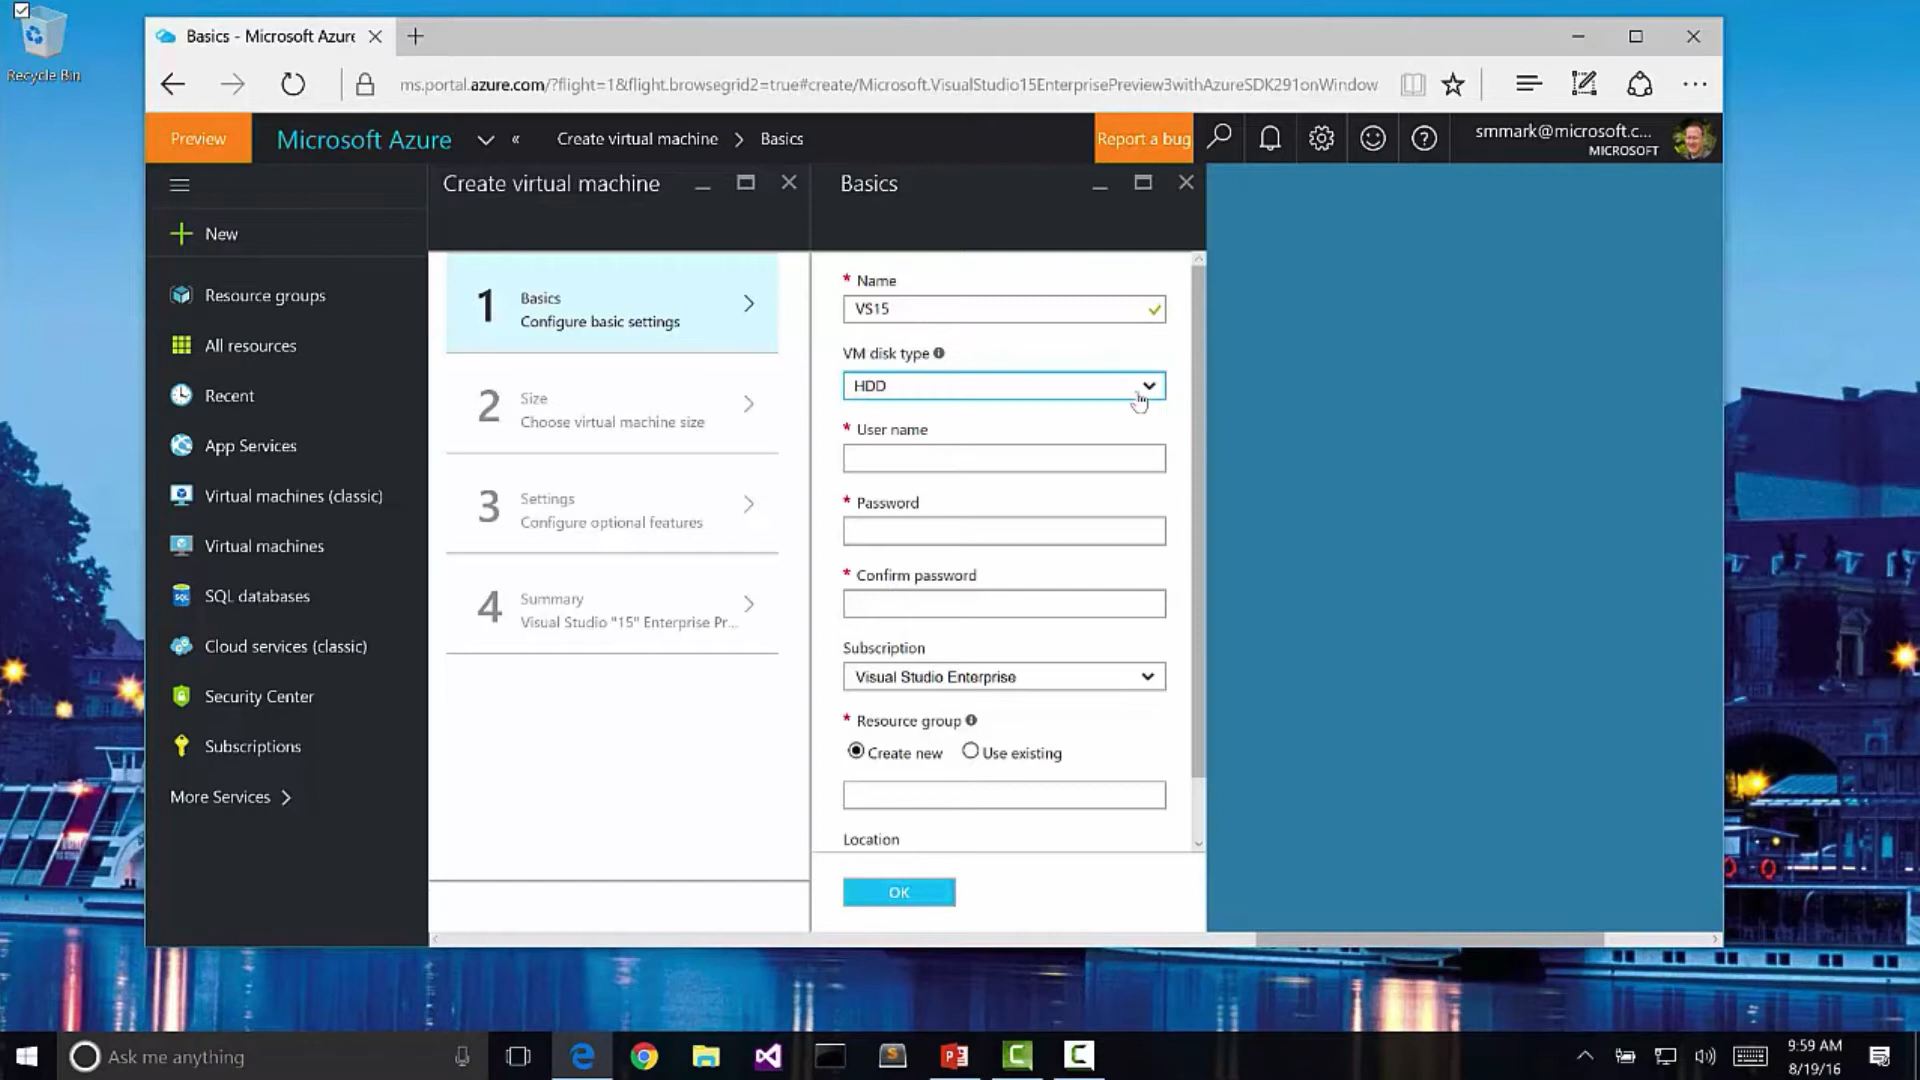 Recycle Bin
Basics - Microsoft Azure
ms.portal.azure.com/?flight=1&flight.browsegrid2=true#create/Microsoft.VisualStudio15EnterprisePreview3withAzureSDK291onWindow
Preview
Microsoft Azure
«
Create virtual machine > Basics
Report a bug
smmark@microsoft.c...
MICROSOFT
New
Resource groups
All resources
Recent
App Services
Virtual machines (classic)
Virtual machines
SQL databases
Cloud services (classic)
Security Center
Subscriptions
More Services >
Create virtual machine
1 Basics
Configure basic settings
2 Size
Choose virtual machine size
3 Settings
Configure optional features
4 Summary
Visual Studio "15" Enterprise Pr...
Basics
* Name
VS15
VM disk type
HDD
* User name
* Password
* Confirm password
Subscription
Visual Studio Enterprise
* Resource group
Create new Use existing
Location
OK
Ask me anything
9:59 AM
8/19/16